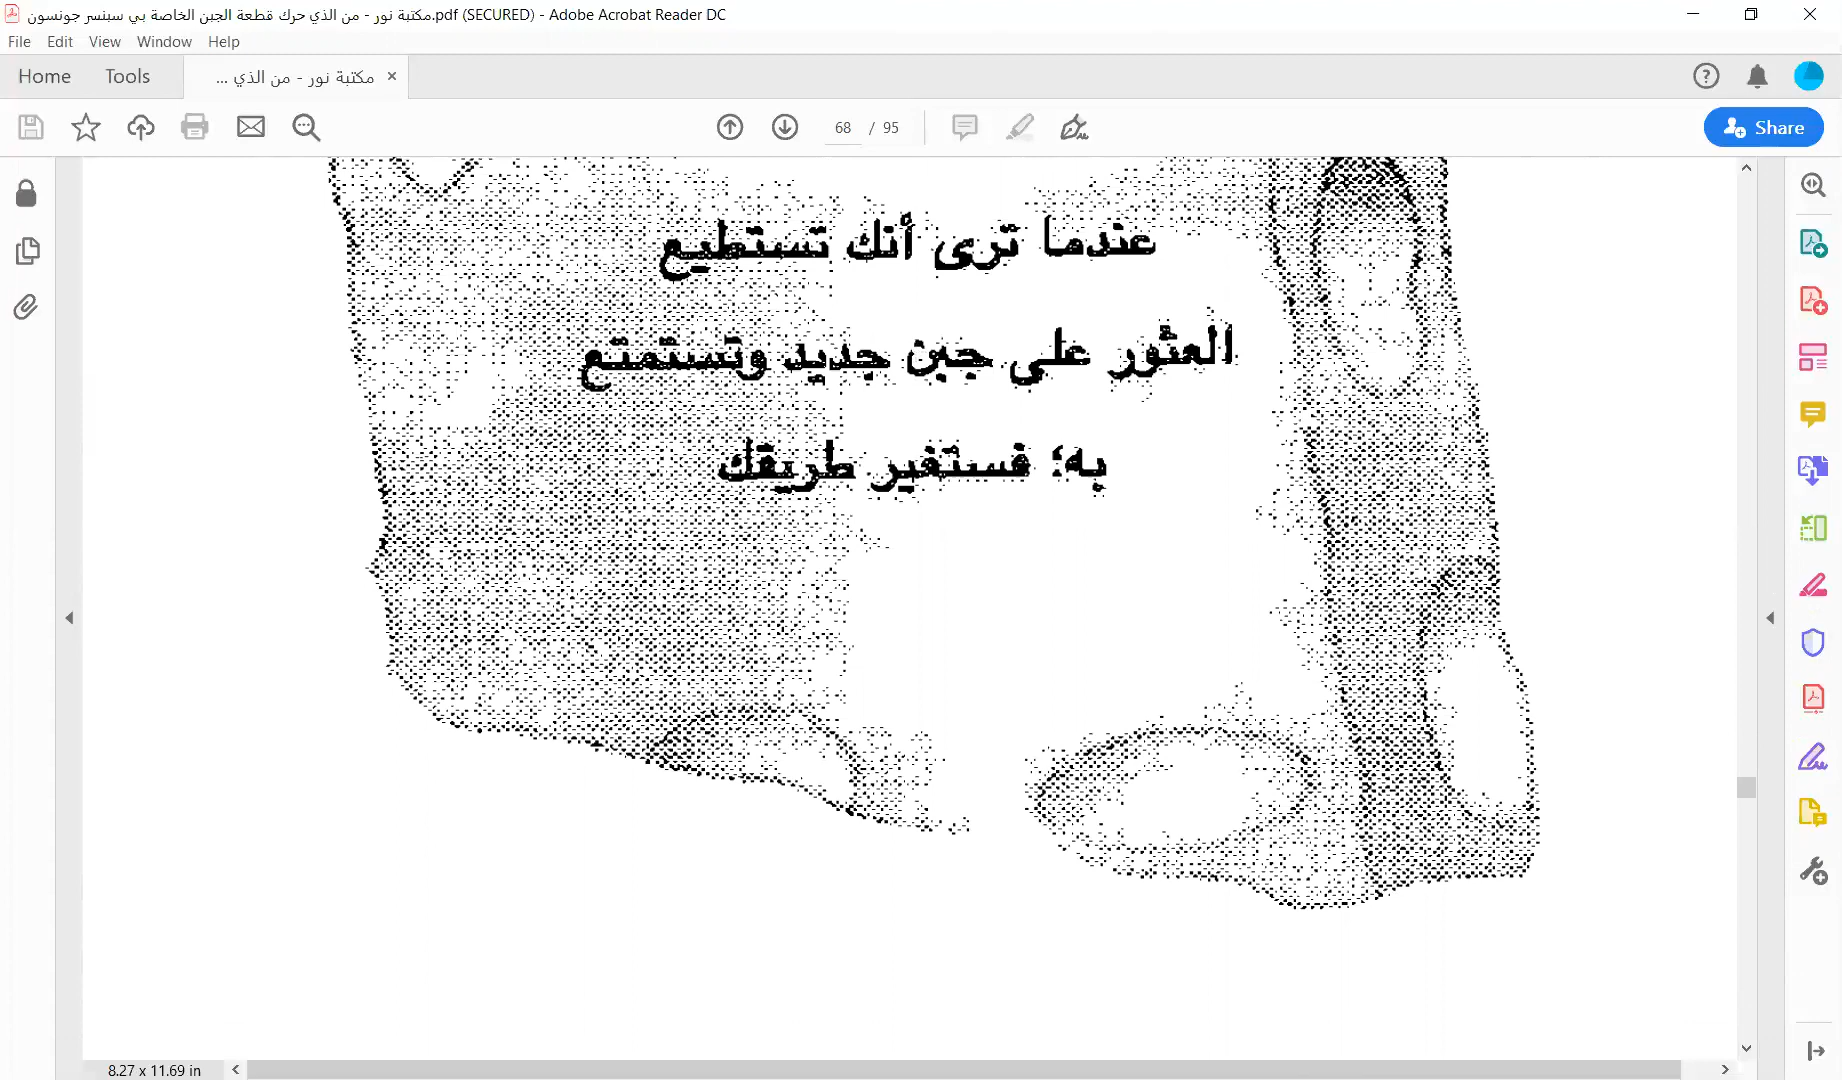 مكتبة نور - من الذي حرك قطعة الجبن الخاصة بي سبنسر جونسون.pdf (SECURED) - Adobe Acrobat Reader DC
File Edit View Window Help
Home Tools مكتبة نور - من الذي ...
68 / 95
Share
عندما ترى أنك تستطيع
العثور على جبن جديد وتستمتع
به؛ فستغير طريقك
8.27 x 11.69 in